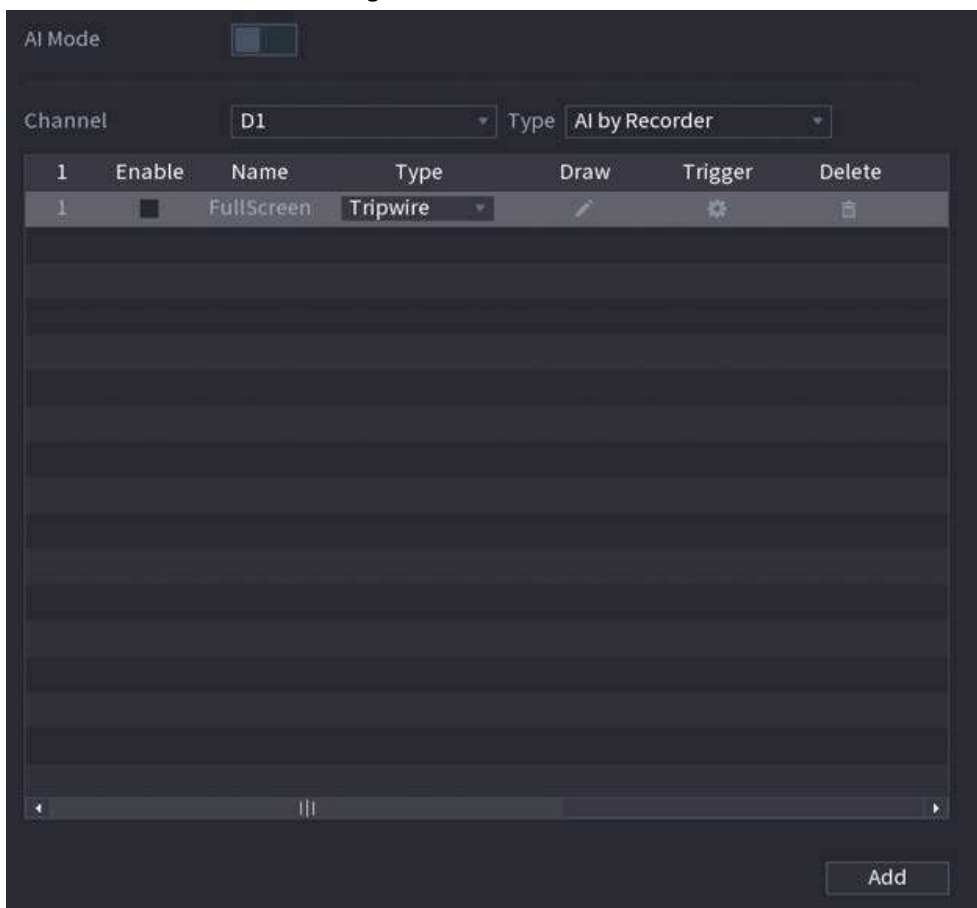 AI Mode
Channel D1 Type AI by Recorder
1 Enable Name Type Draw Trigger Delete
1 FullScreen Tripwire
Add